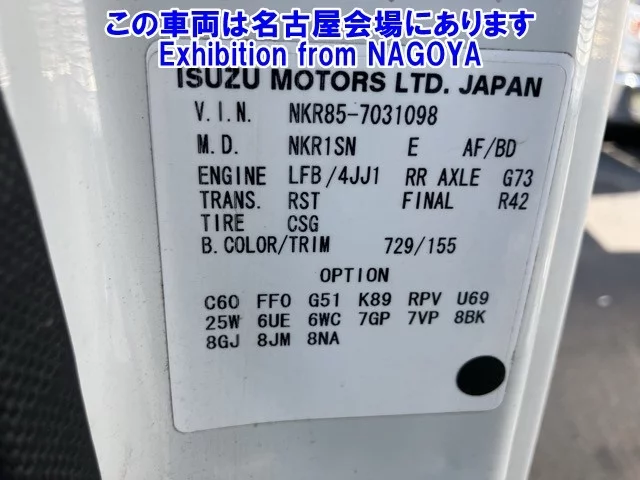 この車両は名古屋会場にあります
Exhibition from NAGOYA
ISUZU MOTORS LTD. JAPAN
V.I.N. NKR85-7031098
M.D. NKR1SN E AF/BD
ENGINE LFB/4JJ1 RR AXLE G73
TRANS. RST FINAL R42
TIRE CSG
B.COLOR/TRIM 729/155
OPTION
C60 FF0 G51 K89 RPV U69
25W 6UE 6WC 7GP 7VP 8BK
8GJ 8JM 8NA